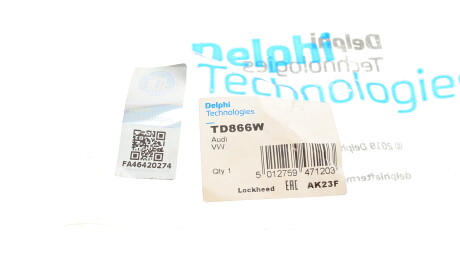 Delphi
Technologies
Delphi
Technologies
FA46420274
Delphi
Technologies
TD866W
Audi
VW
Qty 1
5 012759 471203
Lockheed EAC AK23F